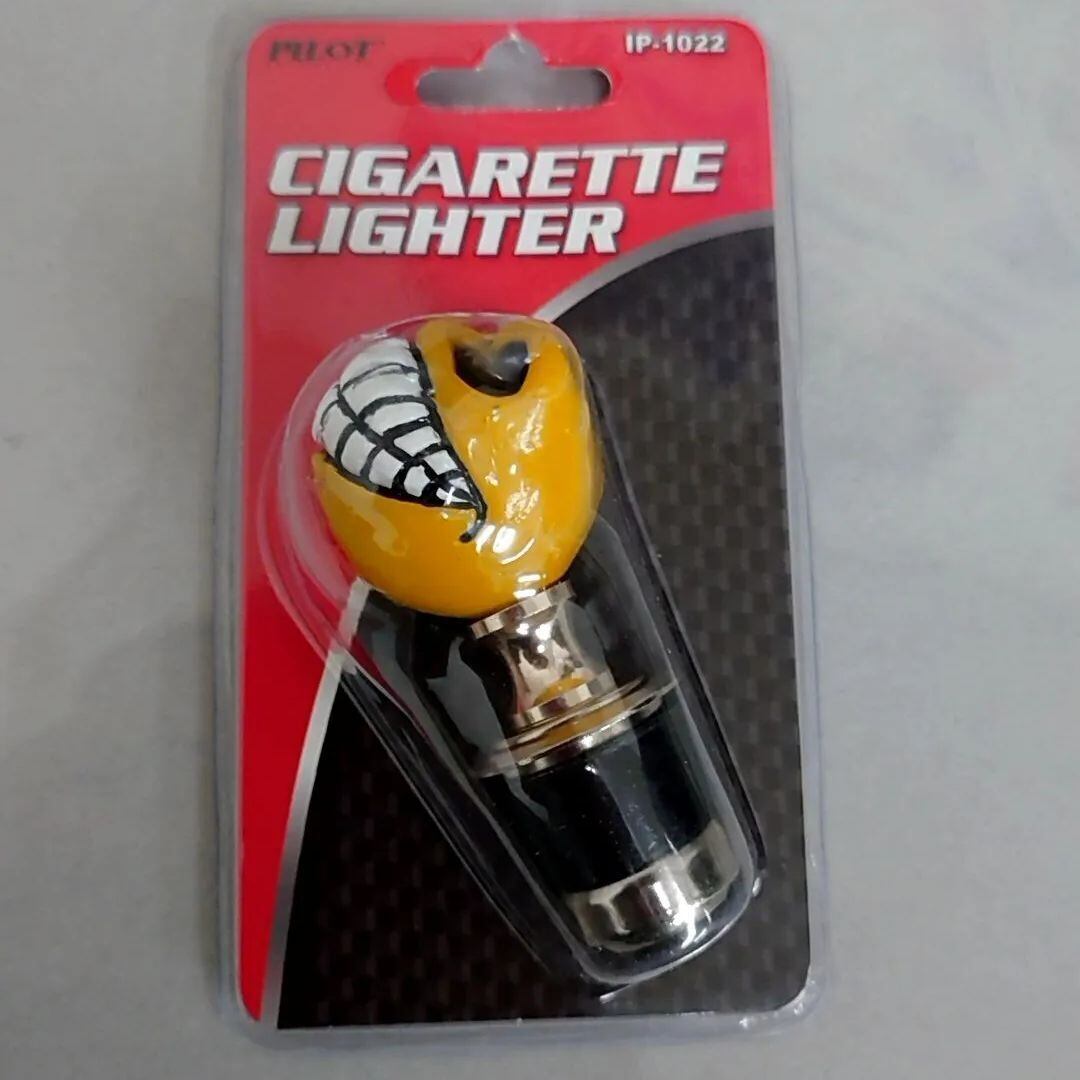 PILOT
IP-1022
CIGARETTE
LIGHTER